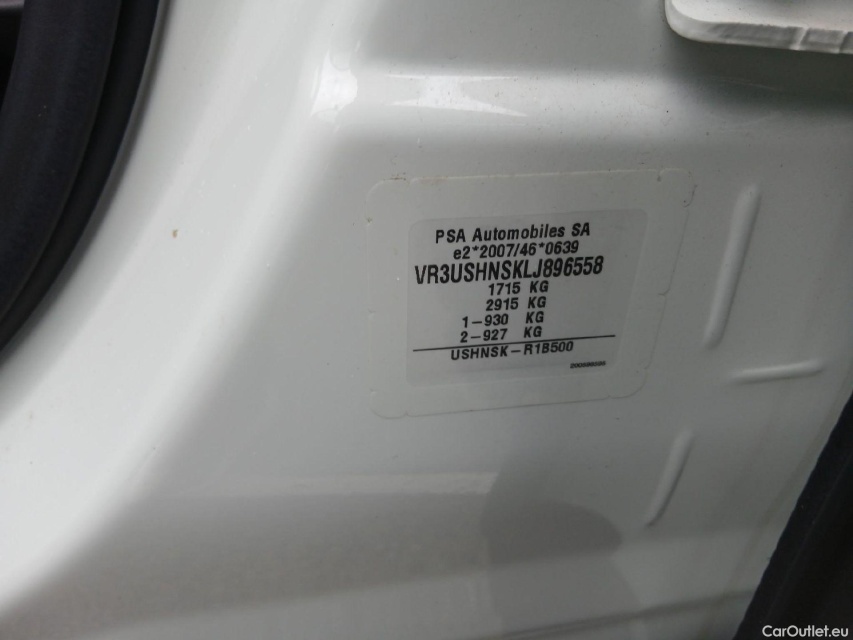 PSA Automobiles SA
e2*2007/46*0639
VR3USHNSKLJ896558
1715 KG
2915 KG
1-930 KG
2-927 KG
USHNSK-R1B500
CarOutlet.eu